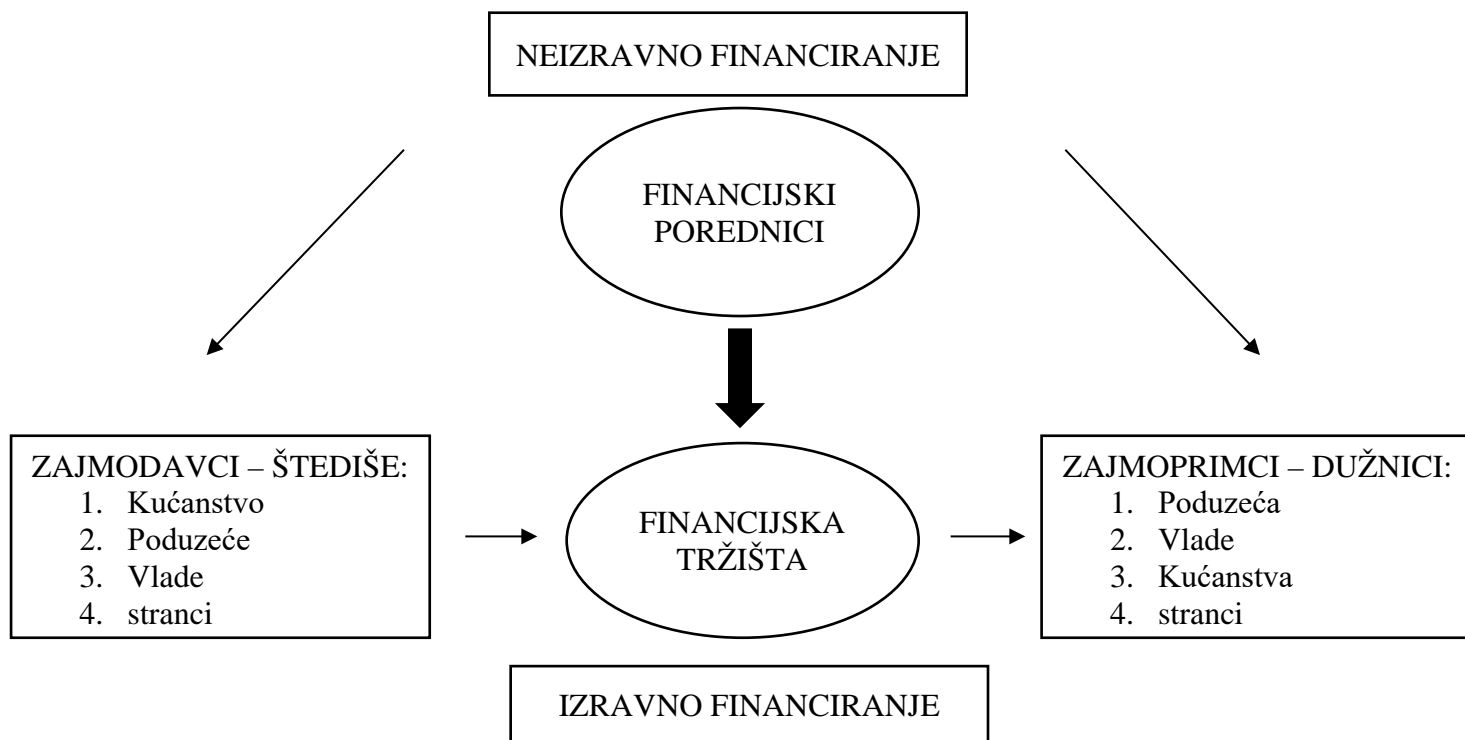 NEIZRAVNO FINANCIRANJE
FINANCIJSKI
POREDNICI
ZAJMODAVCI – ŠTEDIŠE:
1. Kućanstvo
2. Poduzeće
3. Vlade
4. stranci
FINANCIJSKA
TRŽIŠTA
ZAJMOPRIMCI – DUŽNICI:
1. Poduzeća
2. Vlade
3. Kućanstva
4. stranci
IZRAVNO FINANCIRANJE